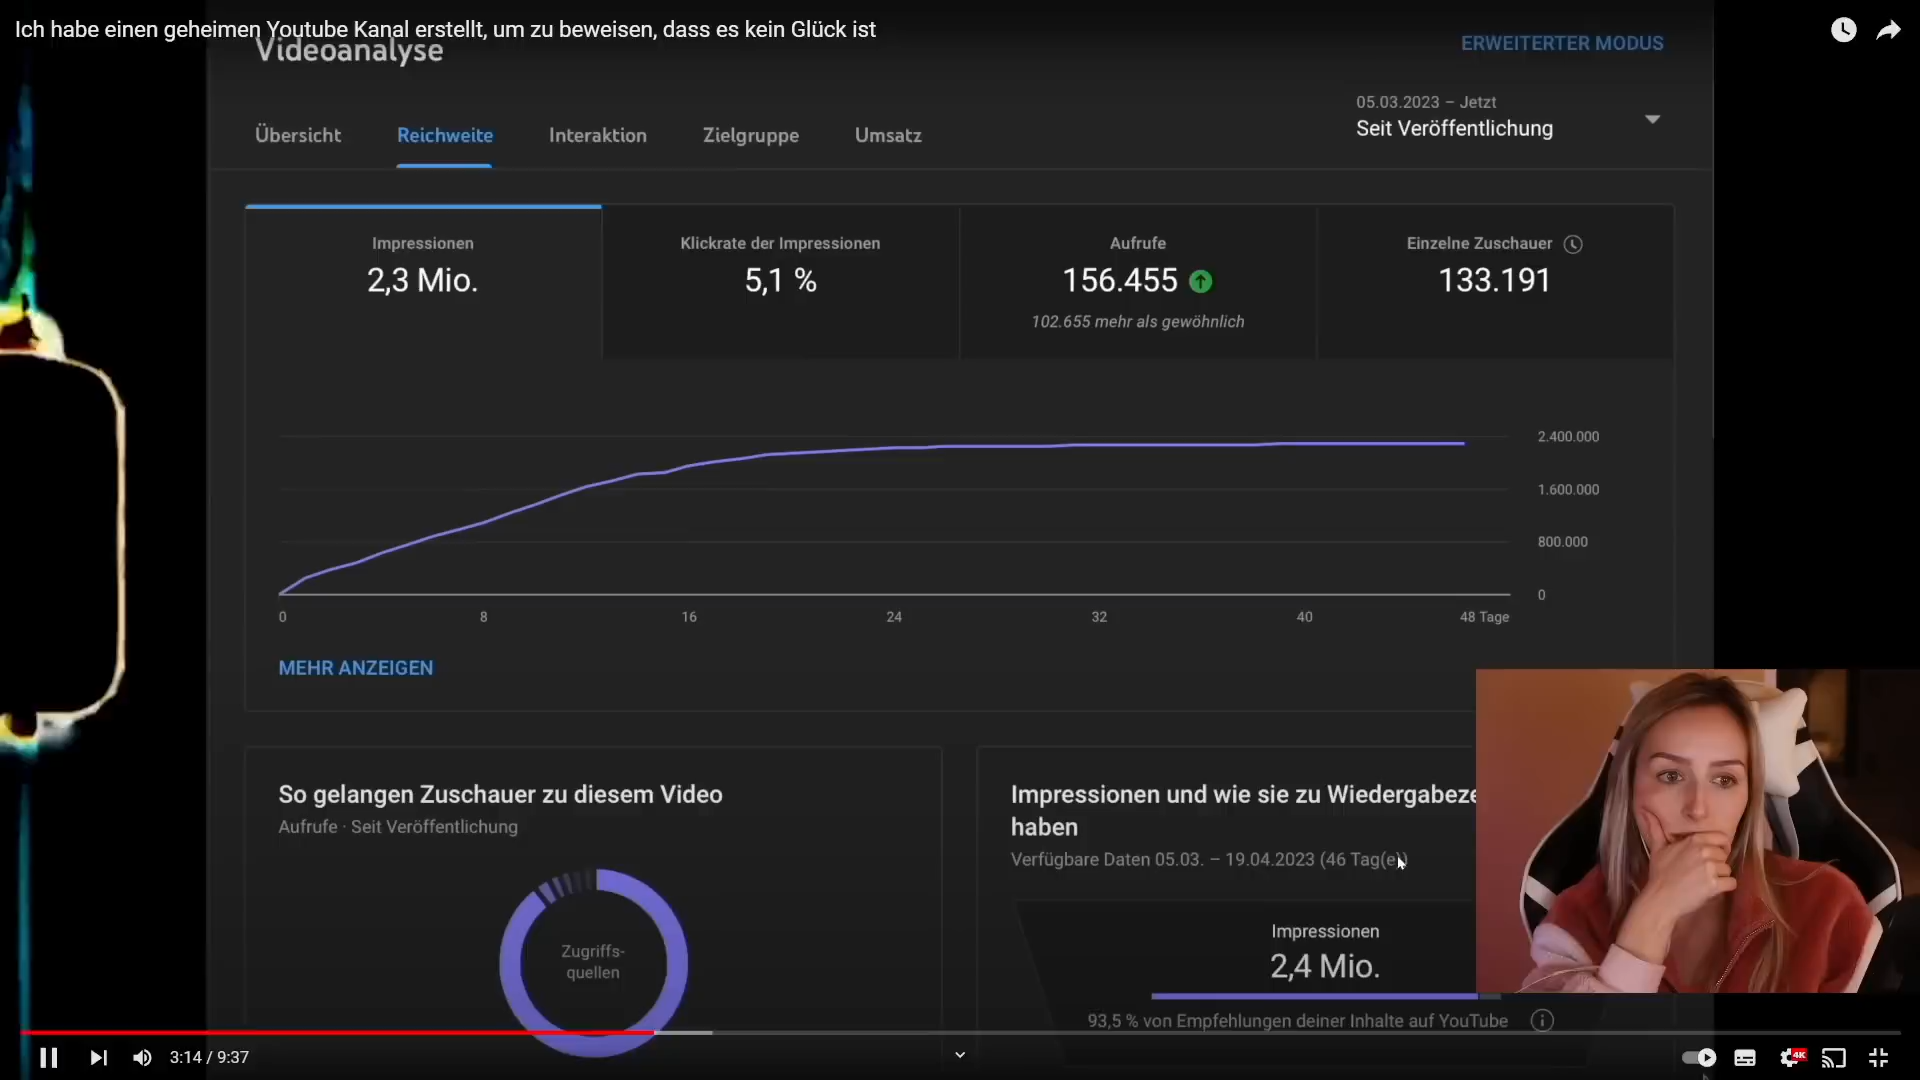 Ich habe einen geheimen Youtube Kanal erstellt, um zu beweisen, dass es kein Glück ist
Videoanalyse
ERWEITERTER MODUS
05.03.2023 – Jetzt
Seit Veröffentlichung
Übersicht
Reichweite
Interaktion
Zielgruppe
Umsatz
Impressionen
2,3 Mio.
Klickrate der Impressionen
5,1 %
Aufrufe
156.455
102.655 mehr als gewöhnlich
Einzelne Zuschauer
133.191
2.400.000
1.600.000
800.000
0
0
8
16
24
32
40
48 Tage
MEHR ANZEIGEN
So gelangen Zuschauer zu diesem Video
Aufrufe · Seit Veröffentlichung
Zugriffs-
quellen
Impressionen und wie sie zu Wiedergabeze
haben
Verfügbare Daten 05.03. – 19.04.2023 (46 Tag(e))
Impressionen
2,4 Mio.
93,5 % von Empfehlungen deiner Inhalte auf YouTube
3:14 / 9:37
4K